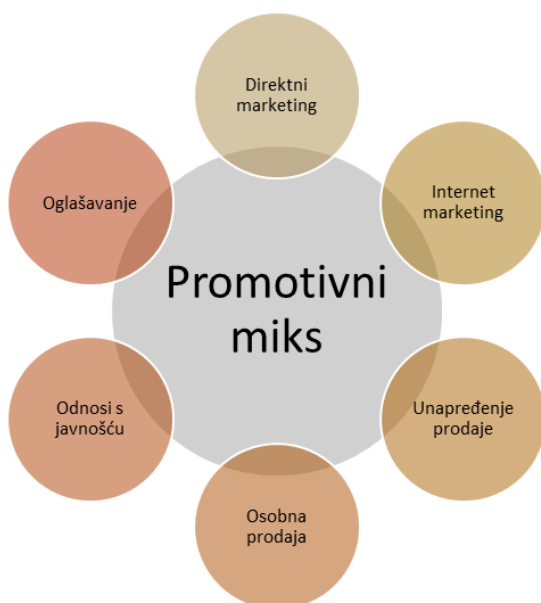 Direktni
marketing
Internet
marketing
Unapređenje
prodaje
Osobna
prodaja
Odnosi s
javnošću
Oglašavanje
Promotivni
miks